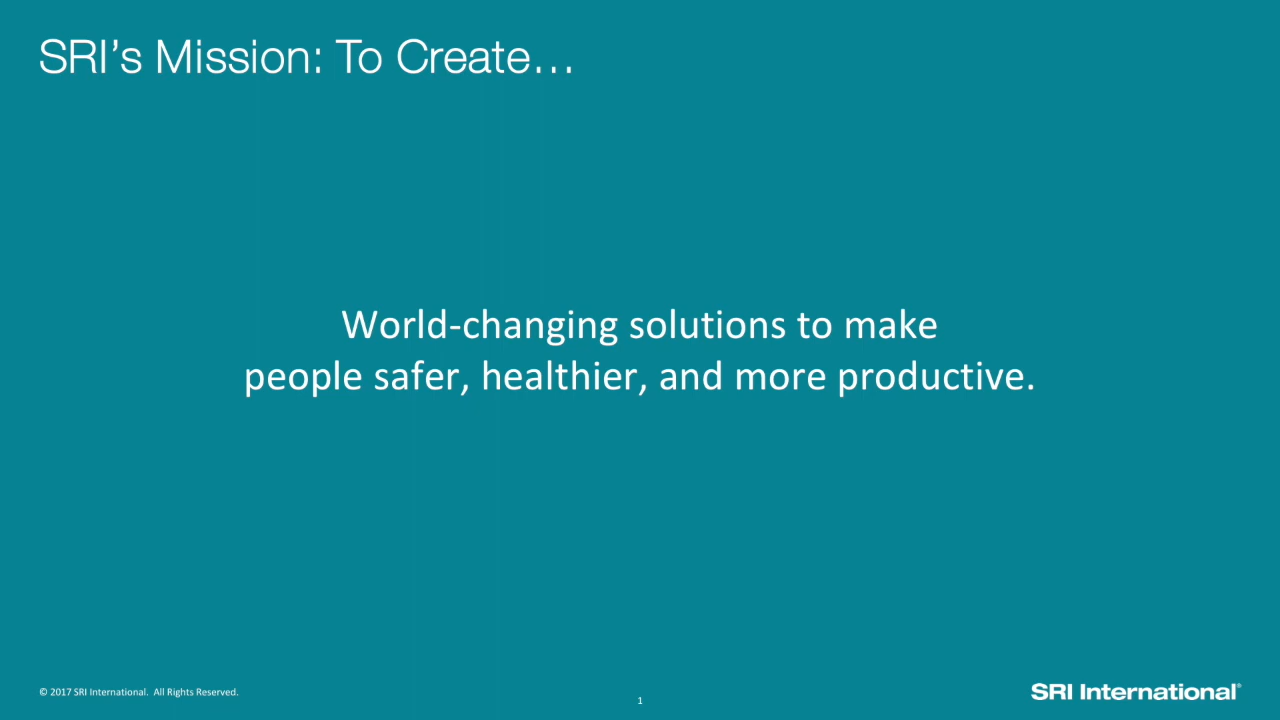 SRI’s Mission: To Create…
World-changing solutions to make
people safer, healthier, and more productive.
© 2017 SRI International.  All Rights Reserved.
1
SRI International®